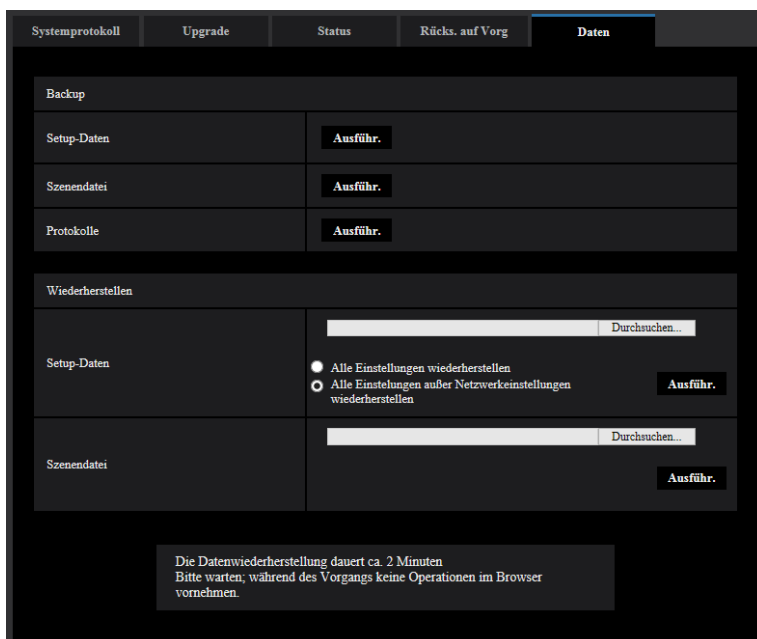 Systemprotokoll Upgrade Status Rücks. auf Vorg Daten
Backup
Setup-Daten Ausführ.
Szenendatei Ausführ.
Protokolle Ausführ.
Wiederherstellen
Durchsuchen...
Setup-Daten
Alle Einstellungen wiederherstellen
Alle Einstelungen außer Netzwerkeinstellungen
wiederherstellen
Ausführ.
Durchsuchen...
Szenendatei
Ausführ.
Die Datenwiederherstellung dauert ca. 2 Minuten
Bitte warten; während des Vorgangs keine Operationen im Browser
vornehmen.